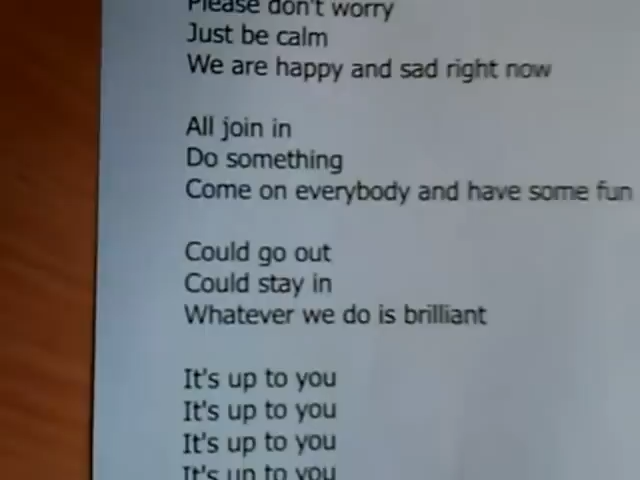 Please don't worry
Just be calm
We are happy and sad right now
All join in
Do something
Come on everybody and have some fun
Could go out
Could stay in
Whatever we do is brilliant
It's up to you
It's up to you
It's up to you
It's up to you